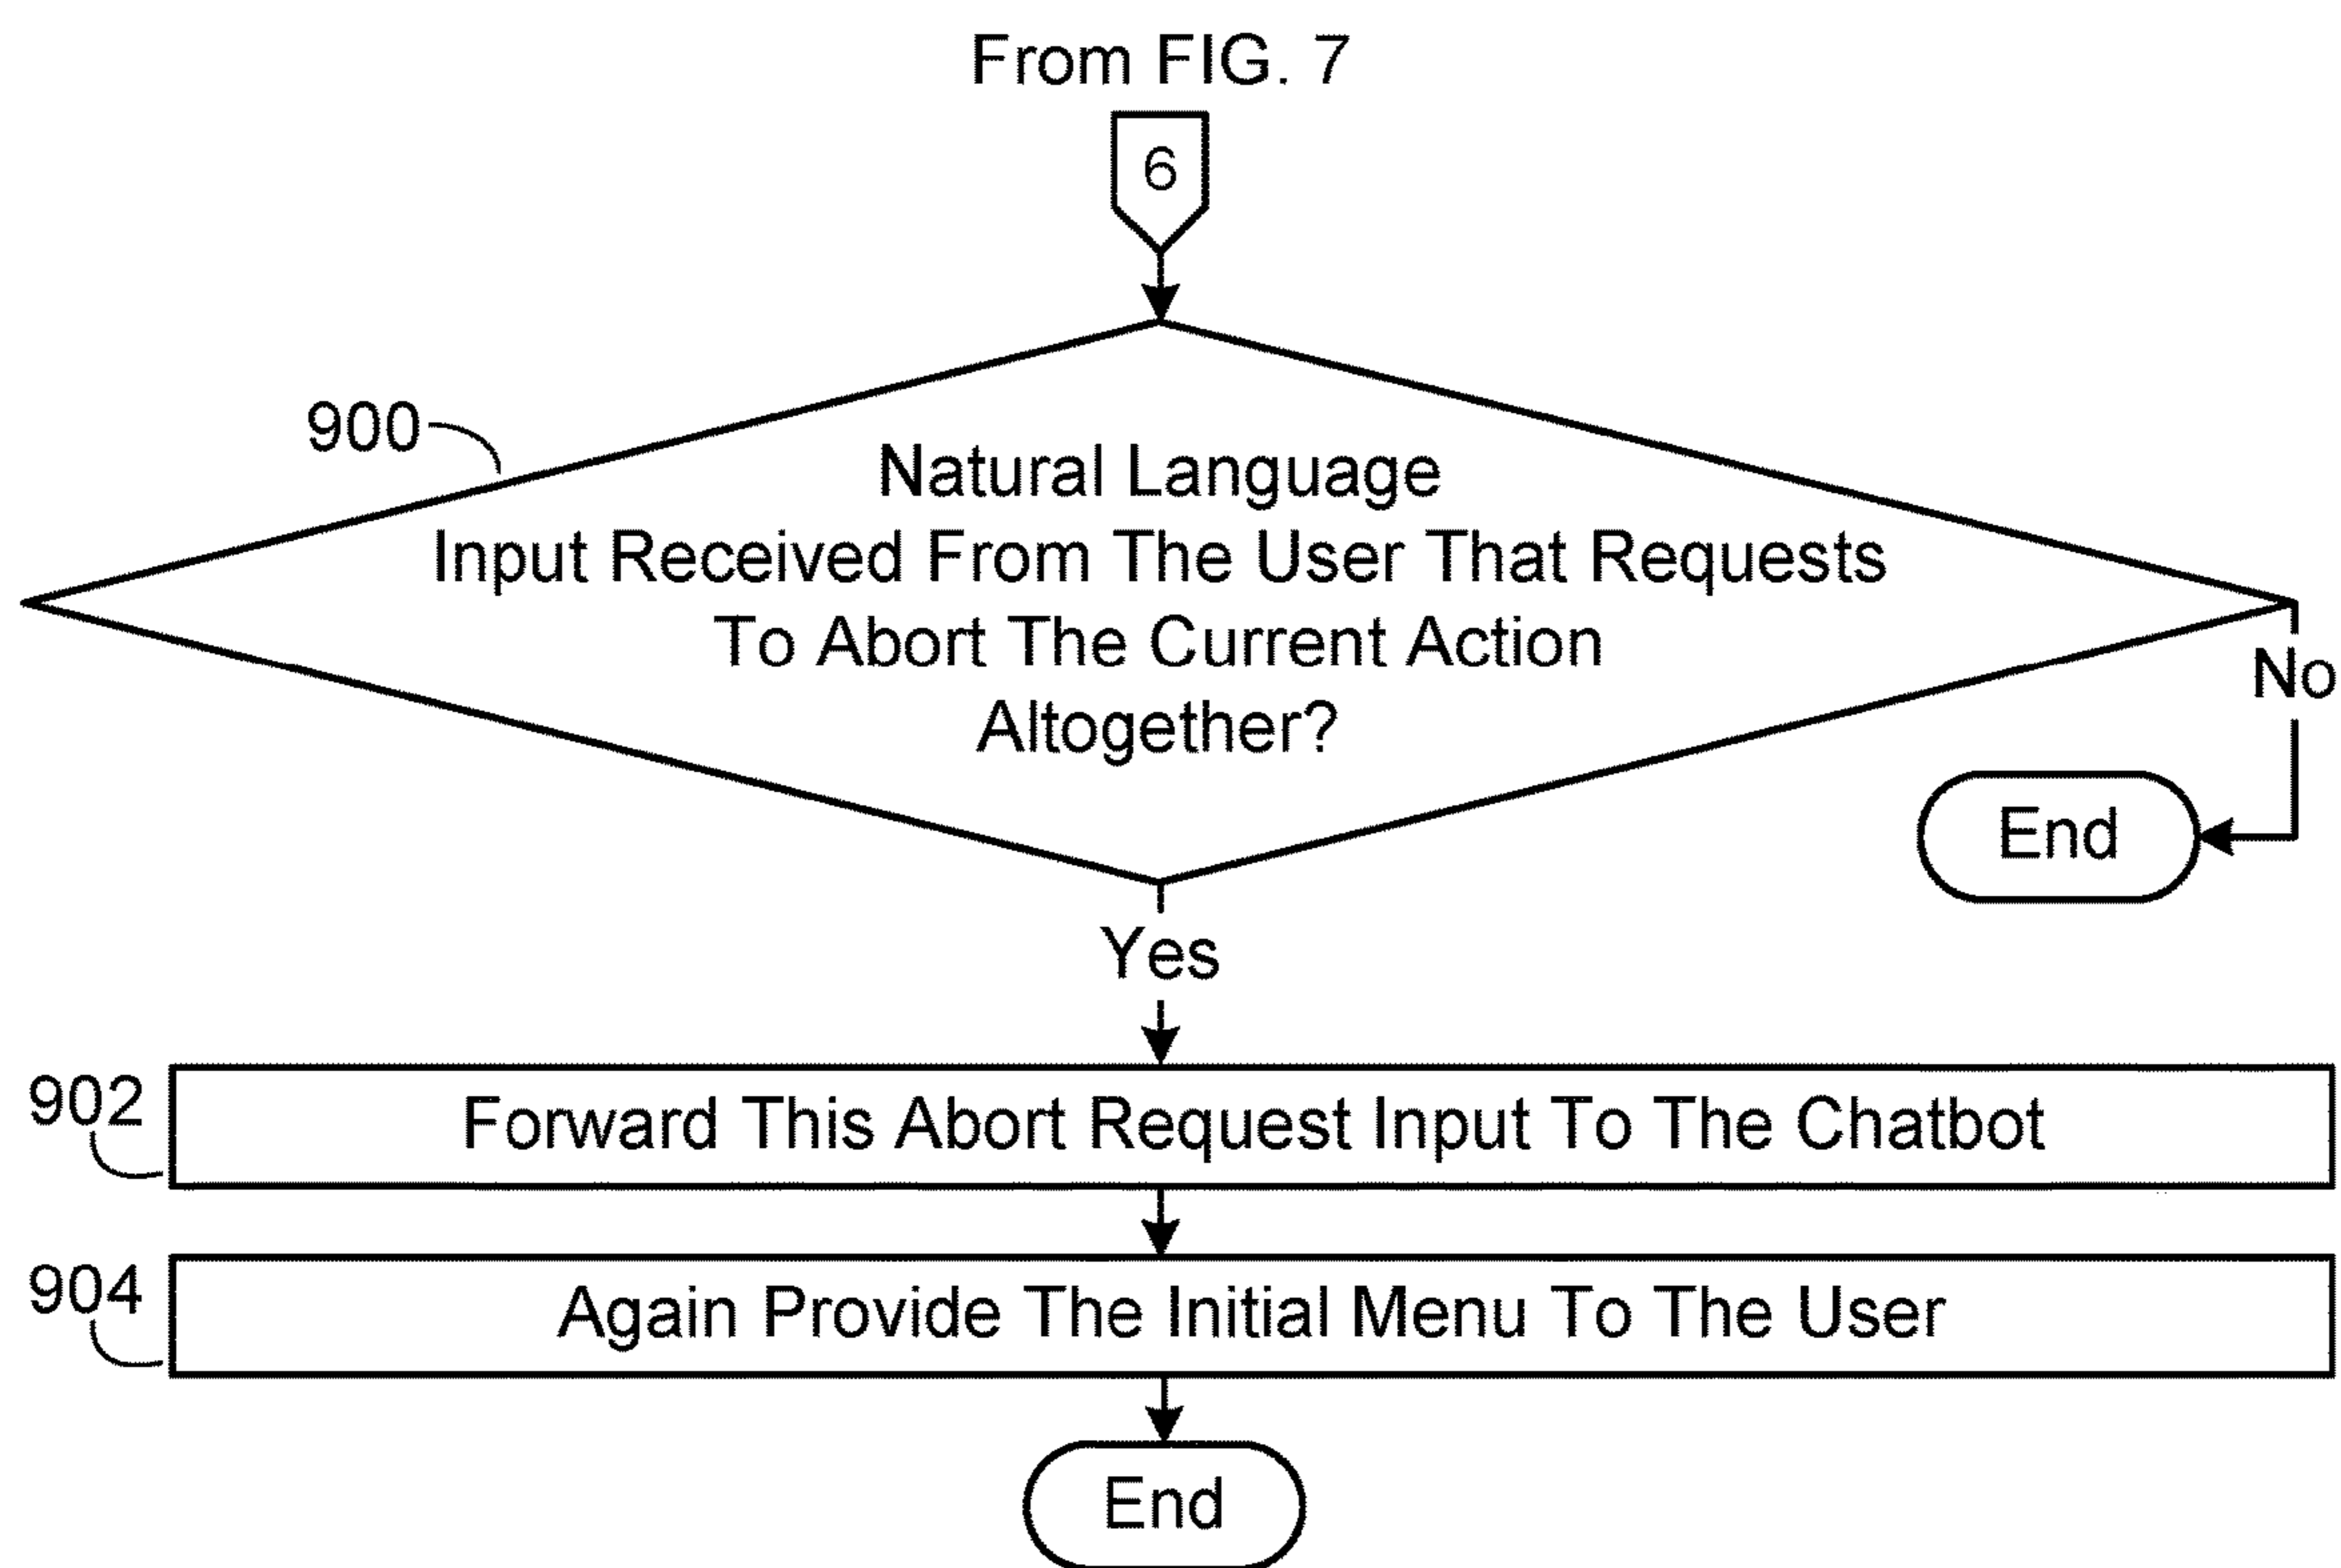 From FIG. 7
6
900
Natural Language
Input Received From The User That Requests
To Abort The Current Action
Altogether?
No
End
Yes
902
Forward This Abort Request Input To The Chatbot
904
Again Provide The Initial Menu To The User
End